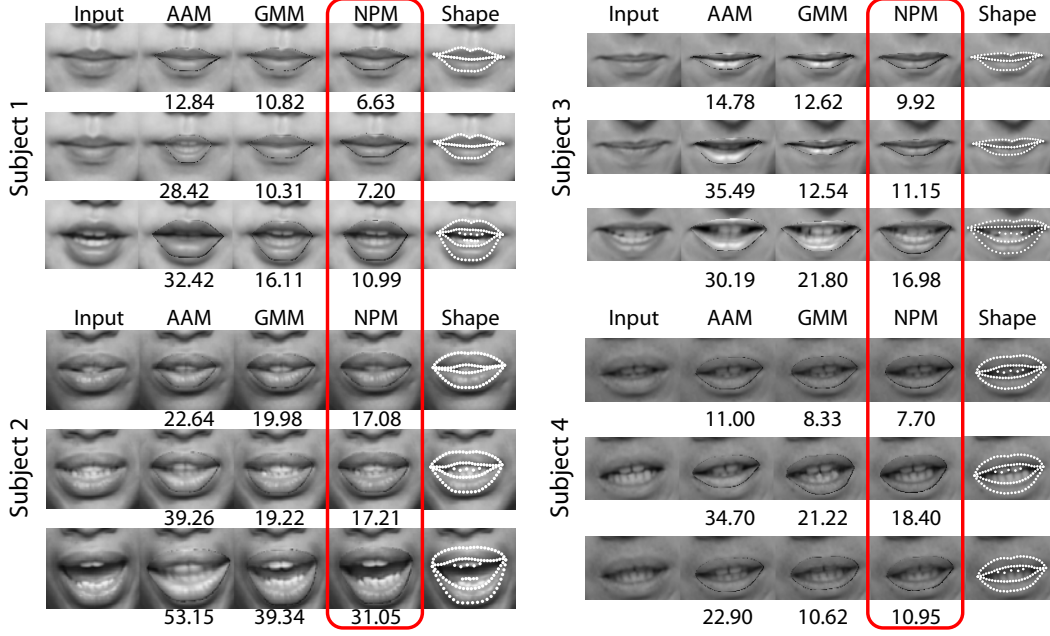 Input AAM GMM NPM Shape
Subject 1
12.84 10.82 6.63
28.42 10.31 7.20
32.42 16.11 10.99
Input AAM GMM NPM Shape
Subject 2
22.64 19.98 17.08
39.26 19.22 17.21
53.15 39.34 31.05
Input AAM GMM NPM Shape
Subject 3
14.78 12.62 9.92
35.49 12.54 11.15
30.19 21.80 16.98
Input AAM GMM NPM Shape
Subject 4
11.00 8.33 7.70
34.70 21.22 18.40
22.90 10.62 10.95